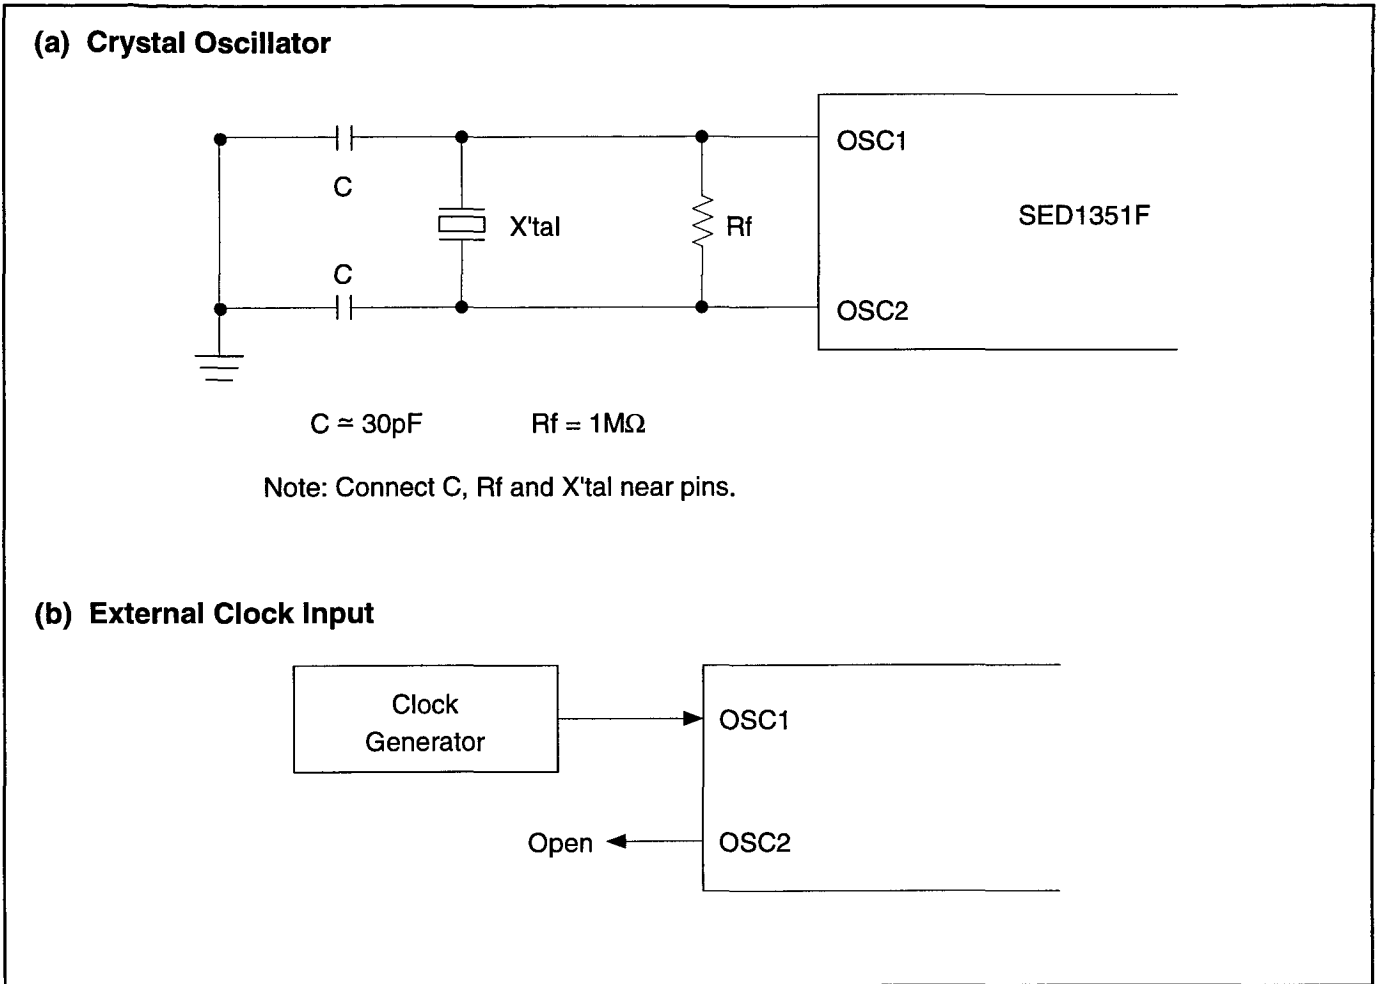 (a) Crystal Oscillator
OSC1
C
SED1351F
X'tal
Rf
C
OSC2
C ≃ 30pF
Rf = 1MΩ
Note: Connect C, Rf and X'tal near pins.
(b) External Clock Input
Clock
Generator
OSC1
Open
OSC2